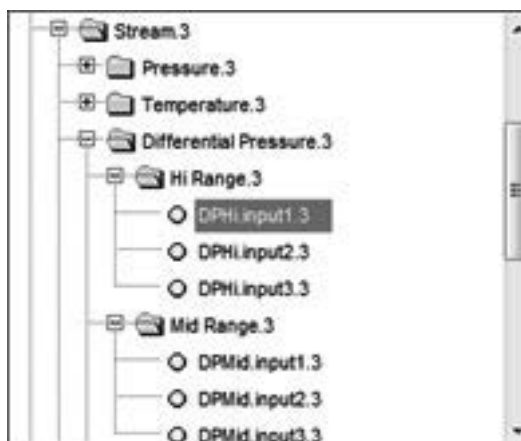 Stream.3
Pressure.3
Temperature.3
Differential Pressure.3
Hi Range.3
DPHi.input1.3
DPHi.input2.3
DPHi.input3.3
Mid Range.3
DPMid.input1.3
DPMid.input2.3
DPMid.input3.3